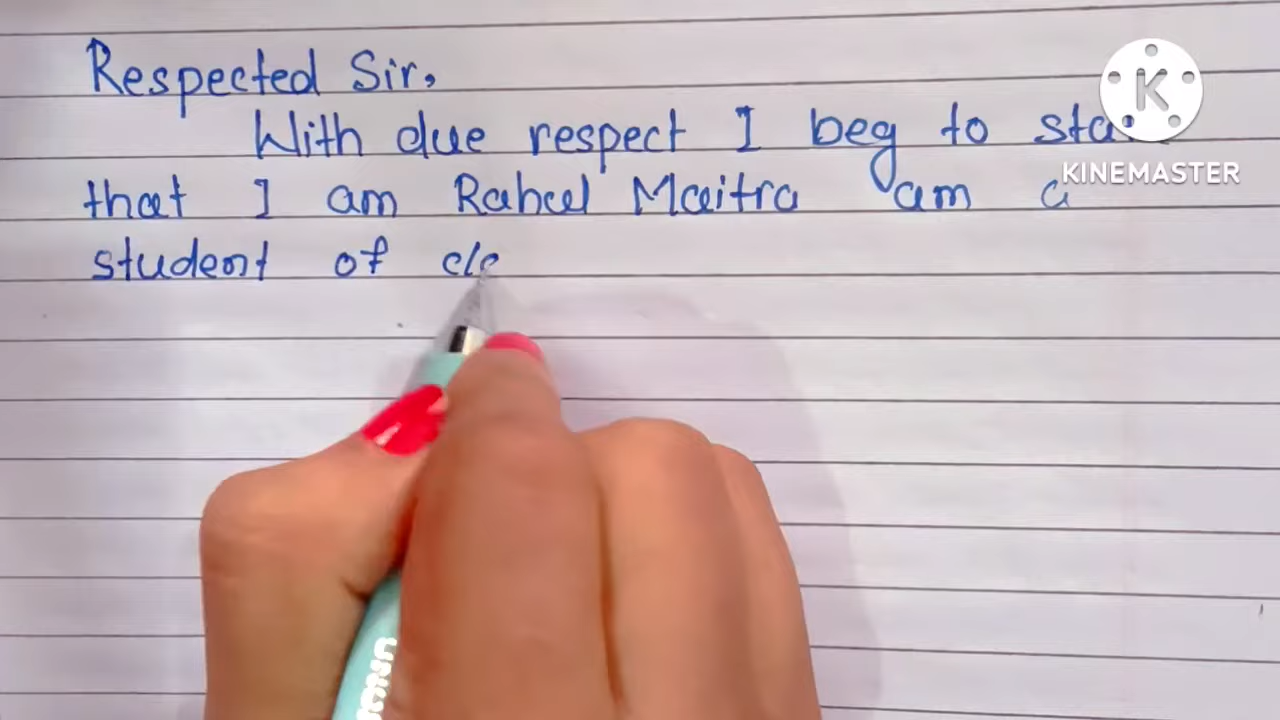 Respected Sir,
With due respect I beg to
that I am Rahul Maitra am a
student of
K
KINEMASTER